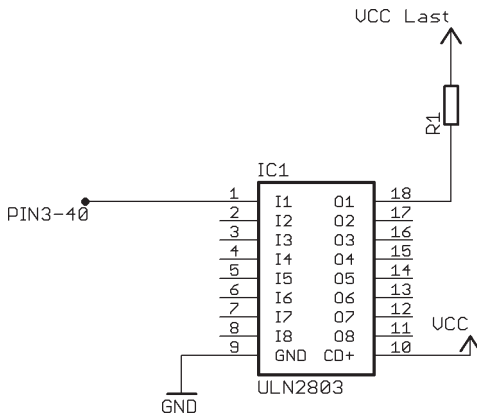 VCC Last
R1
IC1
PIN3-40
1 I1 O1 18
2 I2 O2 17
3 I3 O3 16
4 I4 O4 15
5 I5 O5 14
6 I6 O6 13
7 I7 O7 12
8 I8 O8 11
9 GND CD+ 10
VCC
ULN2803
GND